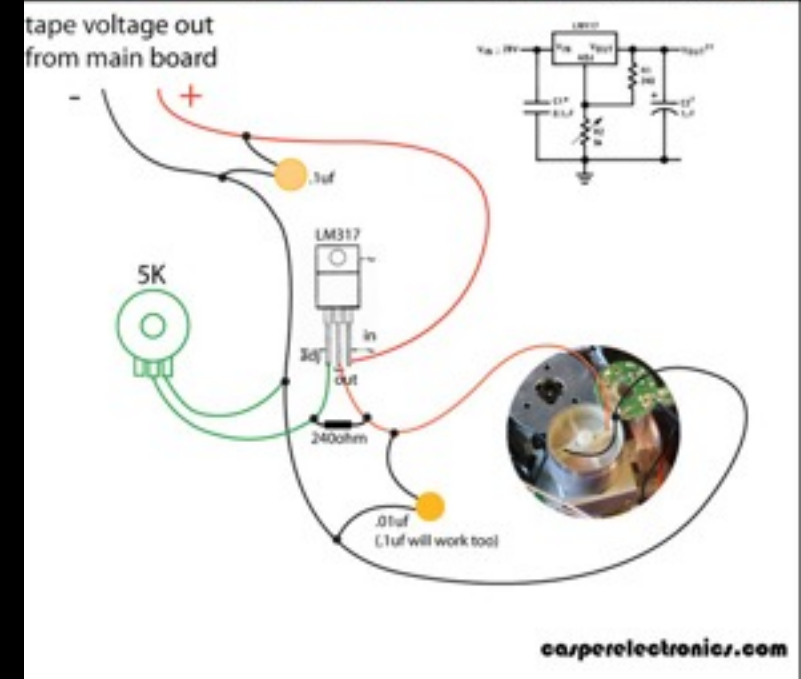 tape voltage out
from main board
- +
LM317
.1uf
LM317
5K
in
adj
out
240ohm
.01uf
(.1uf will work too)
casperelectronics.com